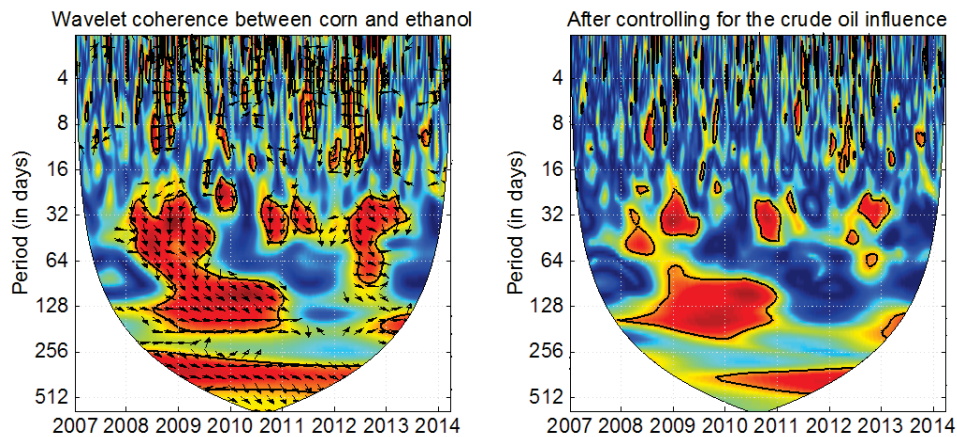 Wavelet coherence between corn and ethanol
Period (in days)
4
8
16
32
64
128
256
512
2007 2008 2009 2010 2011 2012 2013 2014
After controlling for the crude oil influence
Period (in days)
4
8
16
32
64
128
256
512
2007 2008 2009 2010 2011 2012 2013 2014